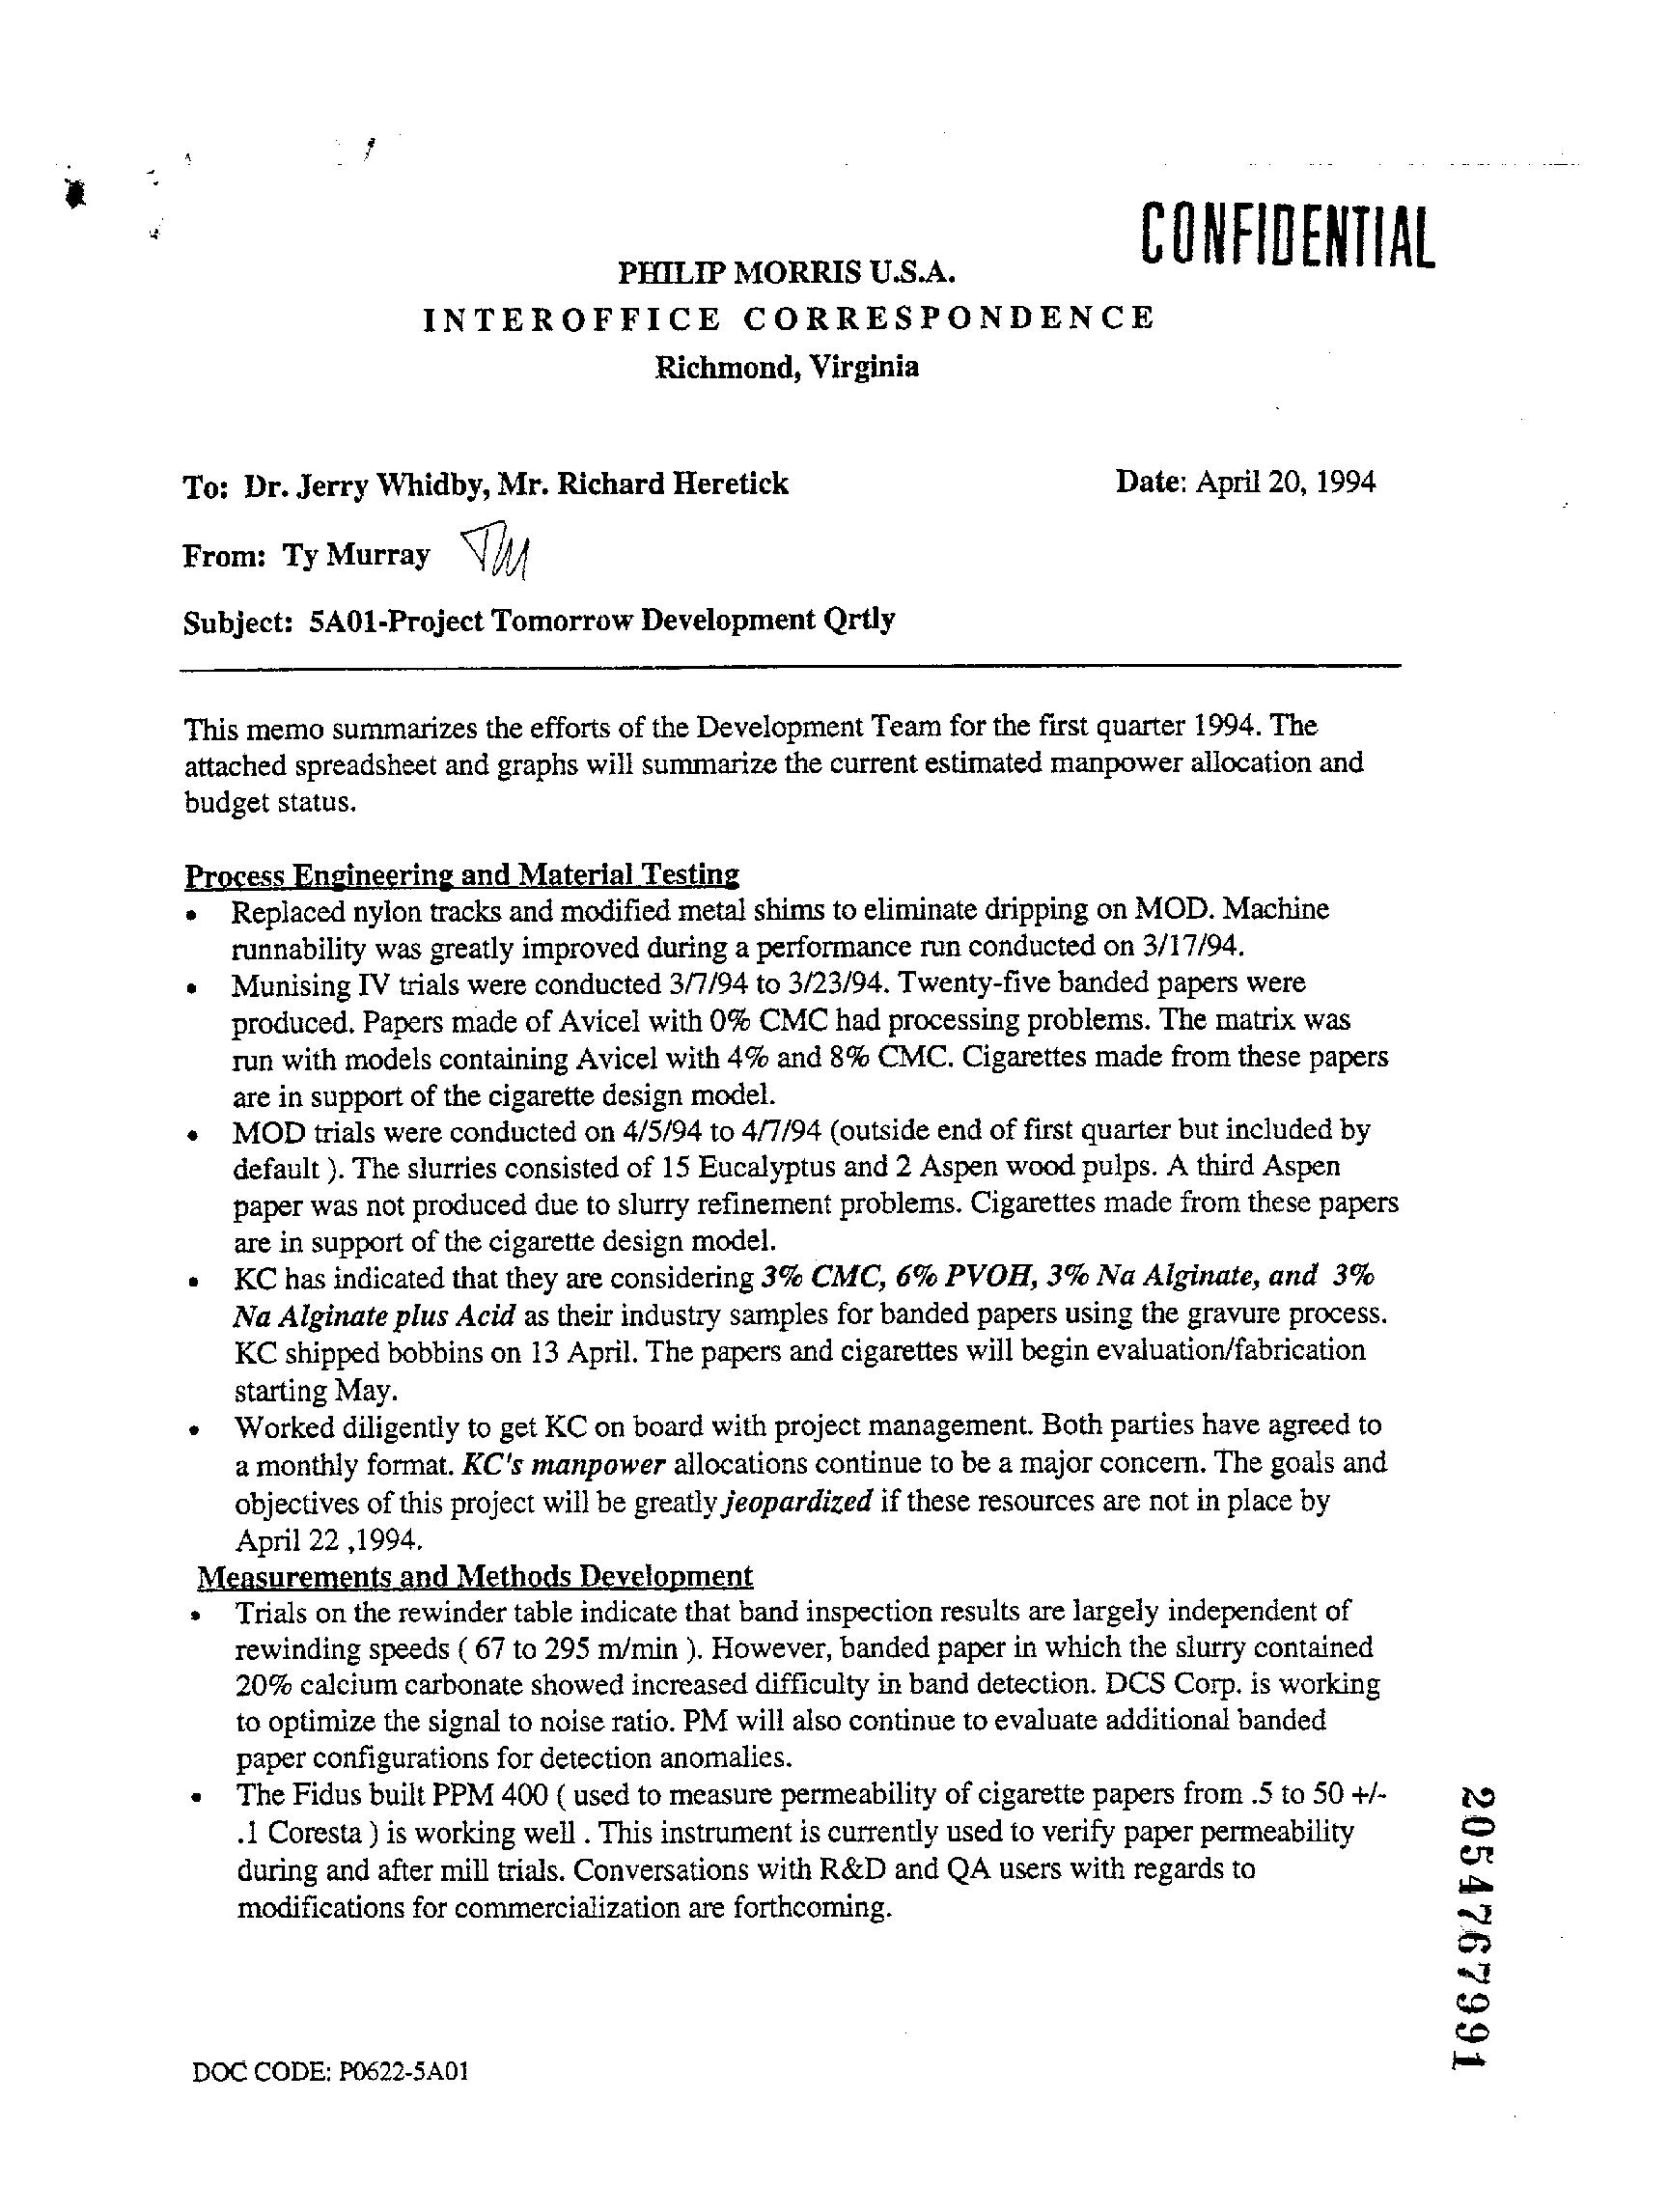 CONFIDENTIAL
PHILIP MORRIS U.S.A.
INTEROFFICE CORRESPONDENCE
Richmond, Virginia
To: Dr. Jerry Whidby, Mr. Richard Heretick Date: April 20, 1994
From: Ty Murray TM
Subject: 5A01-Project Tomorrow Development Qrtly
This memo summarizes the efforts of the Development Team for the first quarter 1994. The
attached spreadsheet and graphs will summarize the current estimated manpower allocation and
budget status.
Process Engineering and Material Testing
• Replaced nylon tracks and modified metal shims to eliminate dripping on MOD. Machine
runnability was greatly improved during a performance run conducted on 3/17/94.
• Munising IV trials were conducted 3/7/94 to 3/23/94. Twenty-five banded papers were
produced. Papers made of Avicel with 0% CMC had processing problems. The matrix was
run with models containing Avicel with 4% and 8% CMC. Cigarettes made from these papers
are in support of the cigarette design model.
• MOD trials were conducted on 4/5/94 to 4/7/94 (outside end of first quarter but included by
default ). The slurries consisted of 15 Eucalyptus and 2 Aspen wood pulps. A third Aspen
paper was not produced due to slurry refinement problems. Cigarettes made from these papers
are in support of the cigarette design model.
• KC has indicated that they are considering 3% CMC, 6% PVOH, 3% Na Alginate, and 3%
Na Alginate plus Acid as their industry samples for banded papers using the gravure process.
KC shipped bobbins on 13 April. The papers and cigarettes will begin evaluation/fabrication
starting May.
• Worked diligently to get KC on board with project management. Both parties have agreed to
a monthly format. KC's manpower allocations continue to be a major concern. The goals and
objectives of this project will be greatly jeopardized if these resources are not in place by
April 22 ,1994.
Measurements and Methods Development
• Trials on the rewinder table indicate that band inspection results are largely independent of
rewinding speeds ( 67 to 295 m/min ). However, banded paper in which the slurry contained
20% calcium carbonate showed increased difficulty in band detection. DCS Corp. is working
to optimize the signal to noise ratio. PM will also continue to evaluate additional banded
paper configurations for detection anomalies.
• The Fidus built PPM 400 ( used to measure permeability of cigarette papers from .5 to 50 +/-
.1 Coresta ) is working well . This instrument is currently used to verify paper permeability
during and after mill trials. Conversations with R&D and QA users with regards to
modifications for commercialization are forthcoming.
2054767991
DOC CODE: P0622-5A01